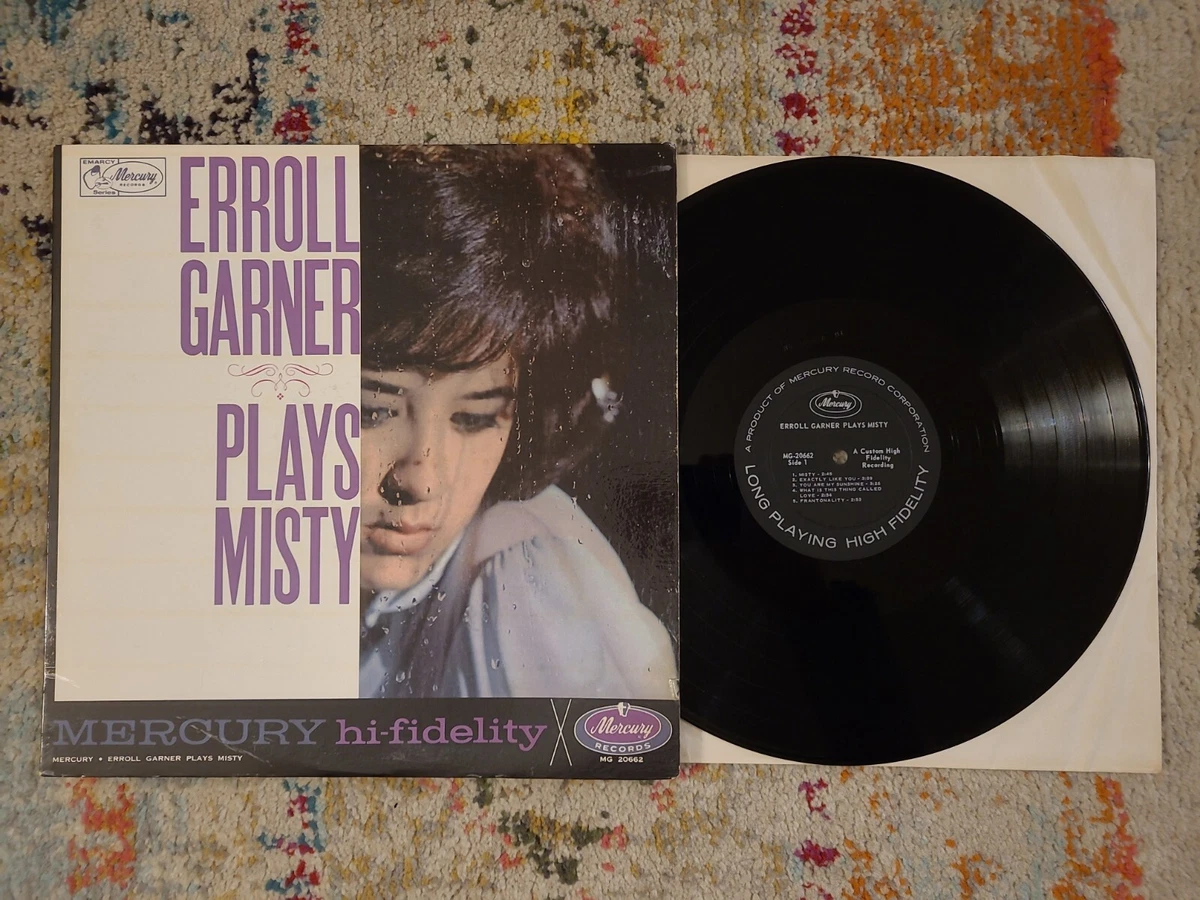 EMARCY
Mercury
RECORDS
Series
ERROLL
GARNER
PLAYS
MISTY
MERCURY hi-fidelity
Mercury
RECORDS
MERCURY • ERROLL GARNER PLAYS MISTY
MG 20662
A PRODUCT OF MERCURY RECORD CORPORATION
Mercury
ERROLL GARNER PLAYS MISTY
MG-20662
Side 1
A Custom High
Fidelity
Recording
1. MISTY -
2. EXACTLY LIKE YOU -
3. YOU ARE MY SUNSHINE -
4. WHAT IS THIS THING CALLED
LOVE -
5. FRANTONALITY -
LONG PLAYING HIGH FIDELITY